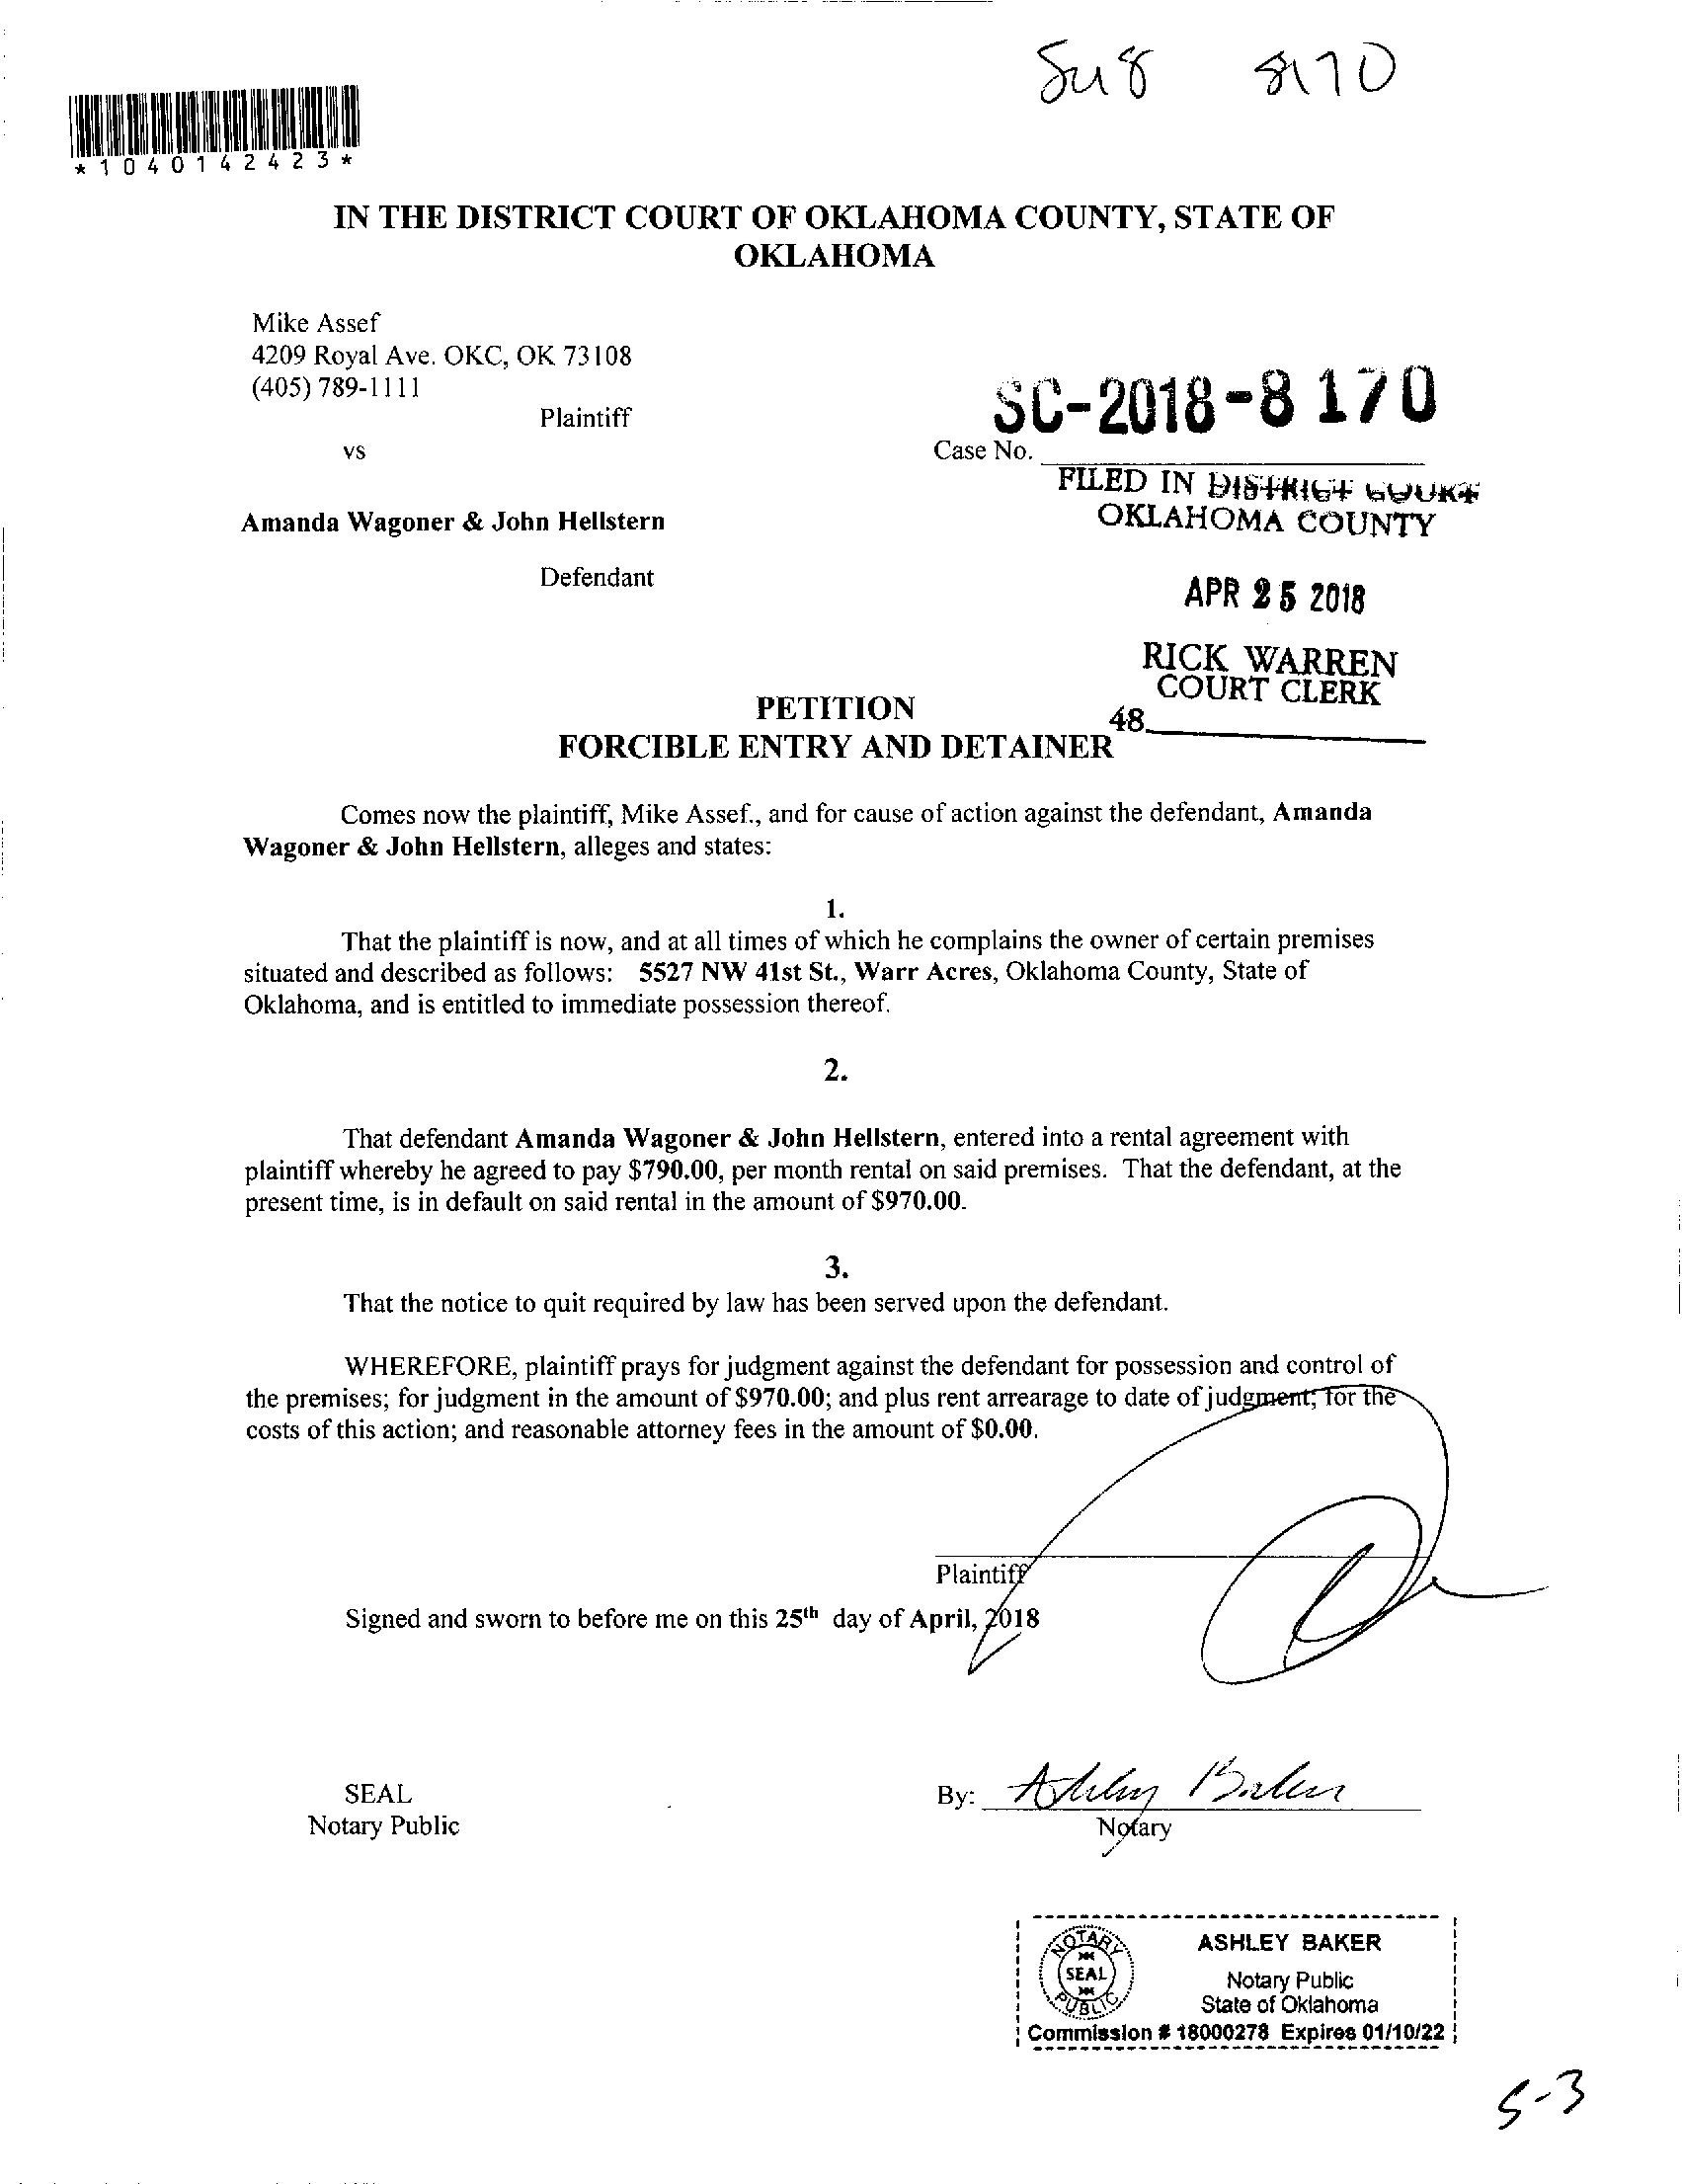 8170
*1040142423*
IN THE DISTRICT COURT OF OKLAHOMA COUNTY, STATE OF
OKLAHOMA
Mike Assef
4209 Royal Ave. OKC, OK 73108
(405) 789-1111
Plaintiff
SC-2018-8170
vs
Case No.
FILED IN DISTRICT COURT
OKLAHOMA COUNTY
Amanda Wagoner & John Hellstern
Defendant
APR 25 2018
RICK WARREN
COURT CLERK
48
PETITION
FORCIBLE ENTRY AND DETAINER
Comes now the plaintiff, Mike Assef., and for cause of action against the defendant, Amanda
Wagoner & John Hellstern, alleges and states:
1.
That the plaintiff is now, and at all times of which he complains the owner of certain premises
situated and described as follows: 5527 NW 41st St., Warr Acres, Oklahoma County, State of
Oklahoma, and is entitled to immediate possession thereof.
2.
That defendant Amanda Wagoner & John Hellstern, entered into a rental agreement with
plaintiff whereby he agreed to pay $790.00, per month rental on said premises. That the defendant, at the
present time, is in default on said rental in the amount of $970.00.
3.
That the notice to quit required by law has been served upon the defendant.
WHEREFORE, plaintiff prays for judgment against the defendant for possession and control of
the premises; for judgment in the amount of $970.00; and plus rent arrearage to date of judgment; for the
costs of this action; and reasonable attorney fees in the amount of $0.00.
Plaintiff
Signed and sworn to before me on this 25th day of April, 2018
SEAL
Notary Public
By: Ashley Baker
Notary
NOTARY
SEAL
PUBLIC
ASHLEY BAKER
Notary Public
State of Oklahoma
Commission # 18000278 Expires 01/10/22
5-3